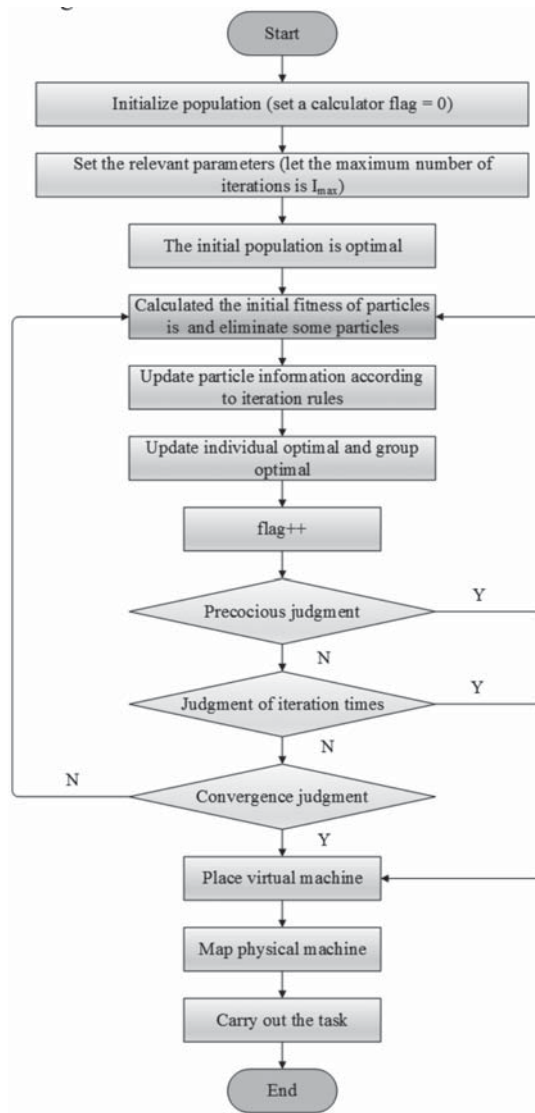 Start
Initialize population (set a calculator flag = 0)
Set the relevant parameters (let the maximum number of
iterations is Imax)
The initial population is optimal
Calculated the initial fitness of particles
is and eliminate some particles
Update particle information according
to iteration rules
Update individual optimal and group
optimal
flag++
Precocious judgment
Y
N
Judgment of iteration times
Y
N
N
Convergence judgment
Y
Place virtual machine
Map physical machine
Carry out the task
End